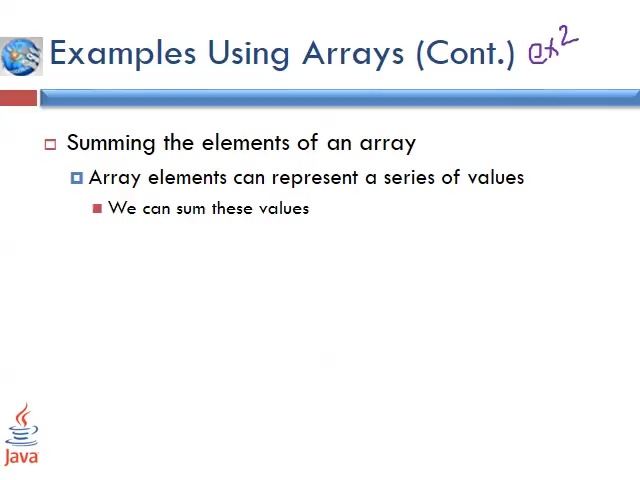 Examples Using Arrays (Cont.) ex2
Summing the elements of an array
Array elements can represent a series of values
We can sum these values
Java